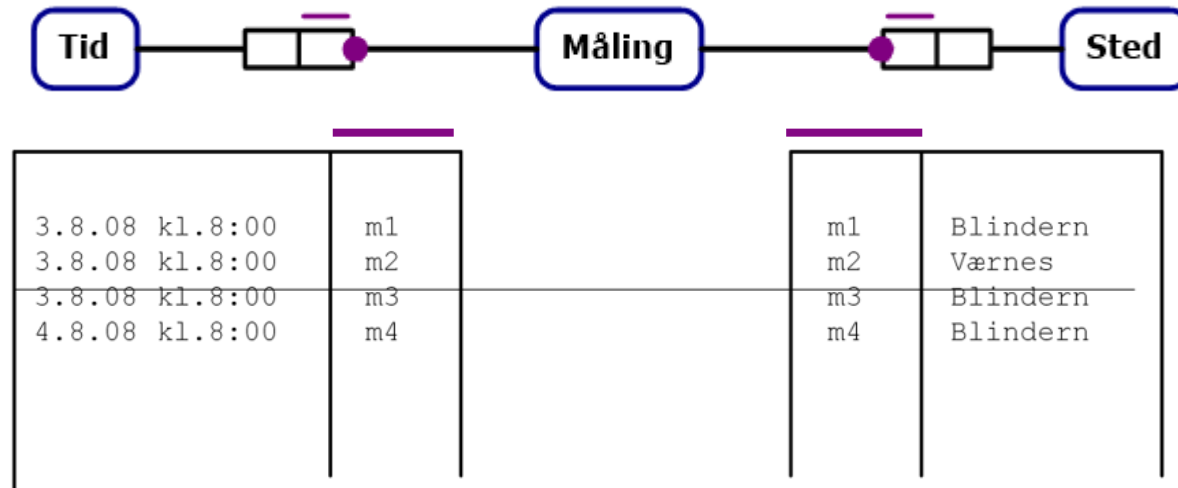 Tid Måling Sted
3.8.08 kl.8:00 m1 m1 Blindern
3.8.08 kl.8:00 m2 m2 Værnes
3.8.08 kl.8:00 m3 m3 Blindern
4.8.08 kl.8:00 m4 m4 Blindern